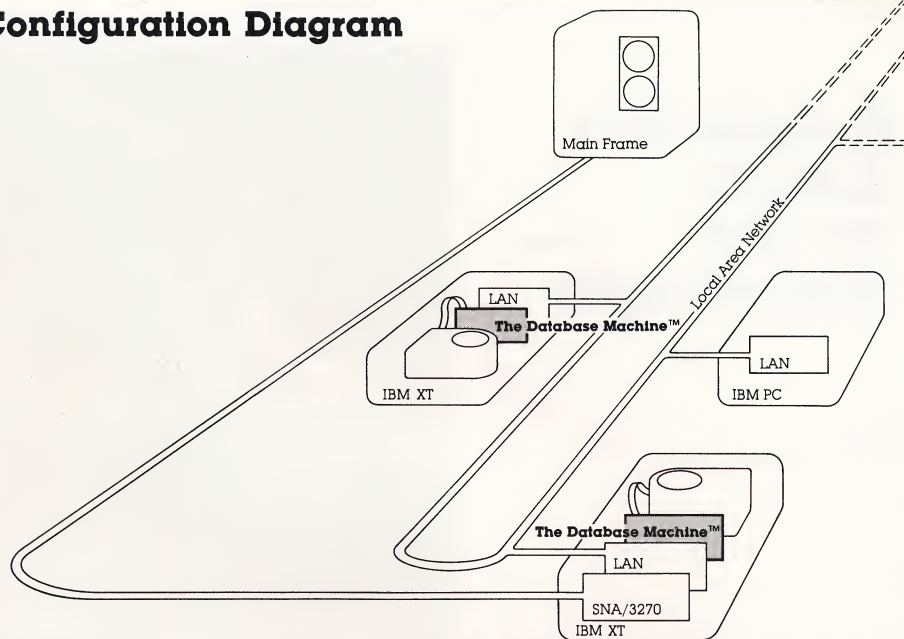 Configuration Diagram
Main Frame
Local Area Network
LAN
The Database Machine™
IBM XT
LAN
IBM PC
The Database Machine™
LAN
SNA/3270
IBM XT